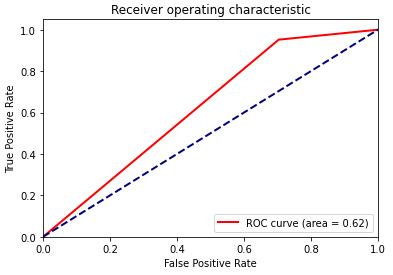 Receiver operating characteristic
1.0
0.8
0.6
0.4
0.2
0.0
True Positive Rate
ROC curve (area = 0.62)
0.0 0.2 0.4 0.6 0.8 1.0
False Positive Rate